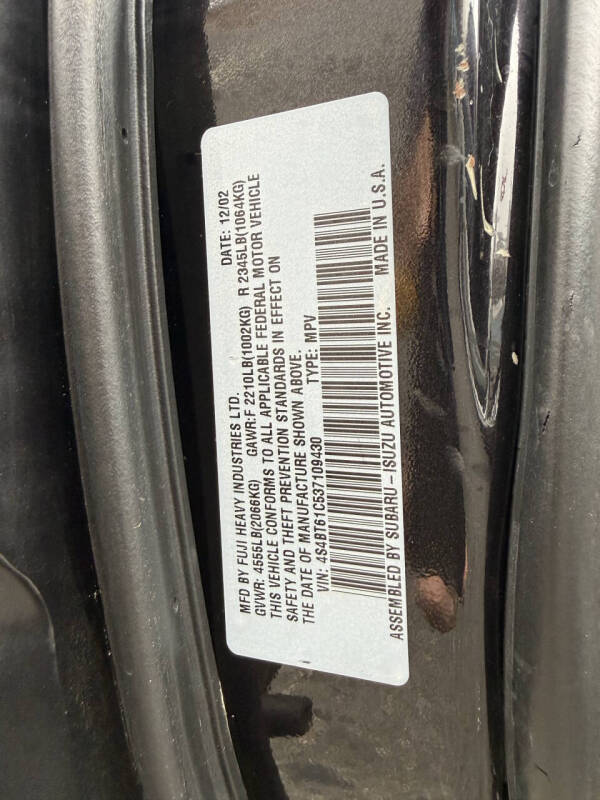 MFD BY FUJI HEAVY INDUSTRIES LTD. DATE: 12/02
GVWR: 4555LB(2066KG) GAWR:F 2210LB(1002KG) R 2345LB(1064KG)
THIS VEHICLE CONFORMS TO ALL APPLICABLE FEDERAL MOTOR VEHICLE
SAFETY AND THEFT PREVENTION STANDARDS IN EFFECT ON
THE DATE OF MANUFACTURE SHOWN ABOVE.
VIN: 4S4BT61C537109430 TYPE: MPV
ASSEMBLED BY SUBARU-ISUZU AUTOMOTIVE INC. MADE IN U.S.A.